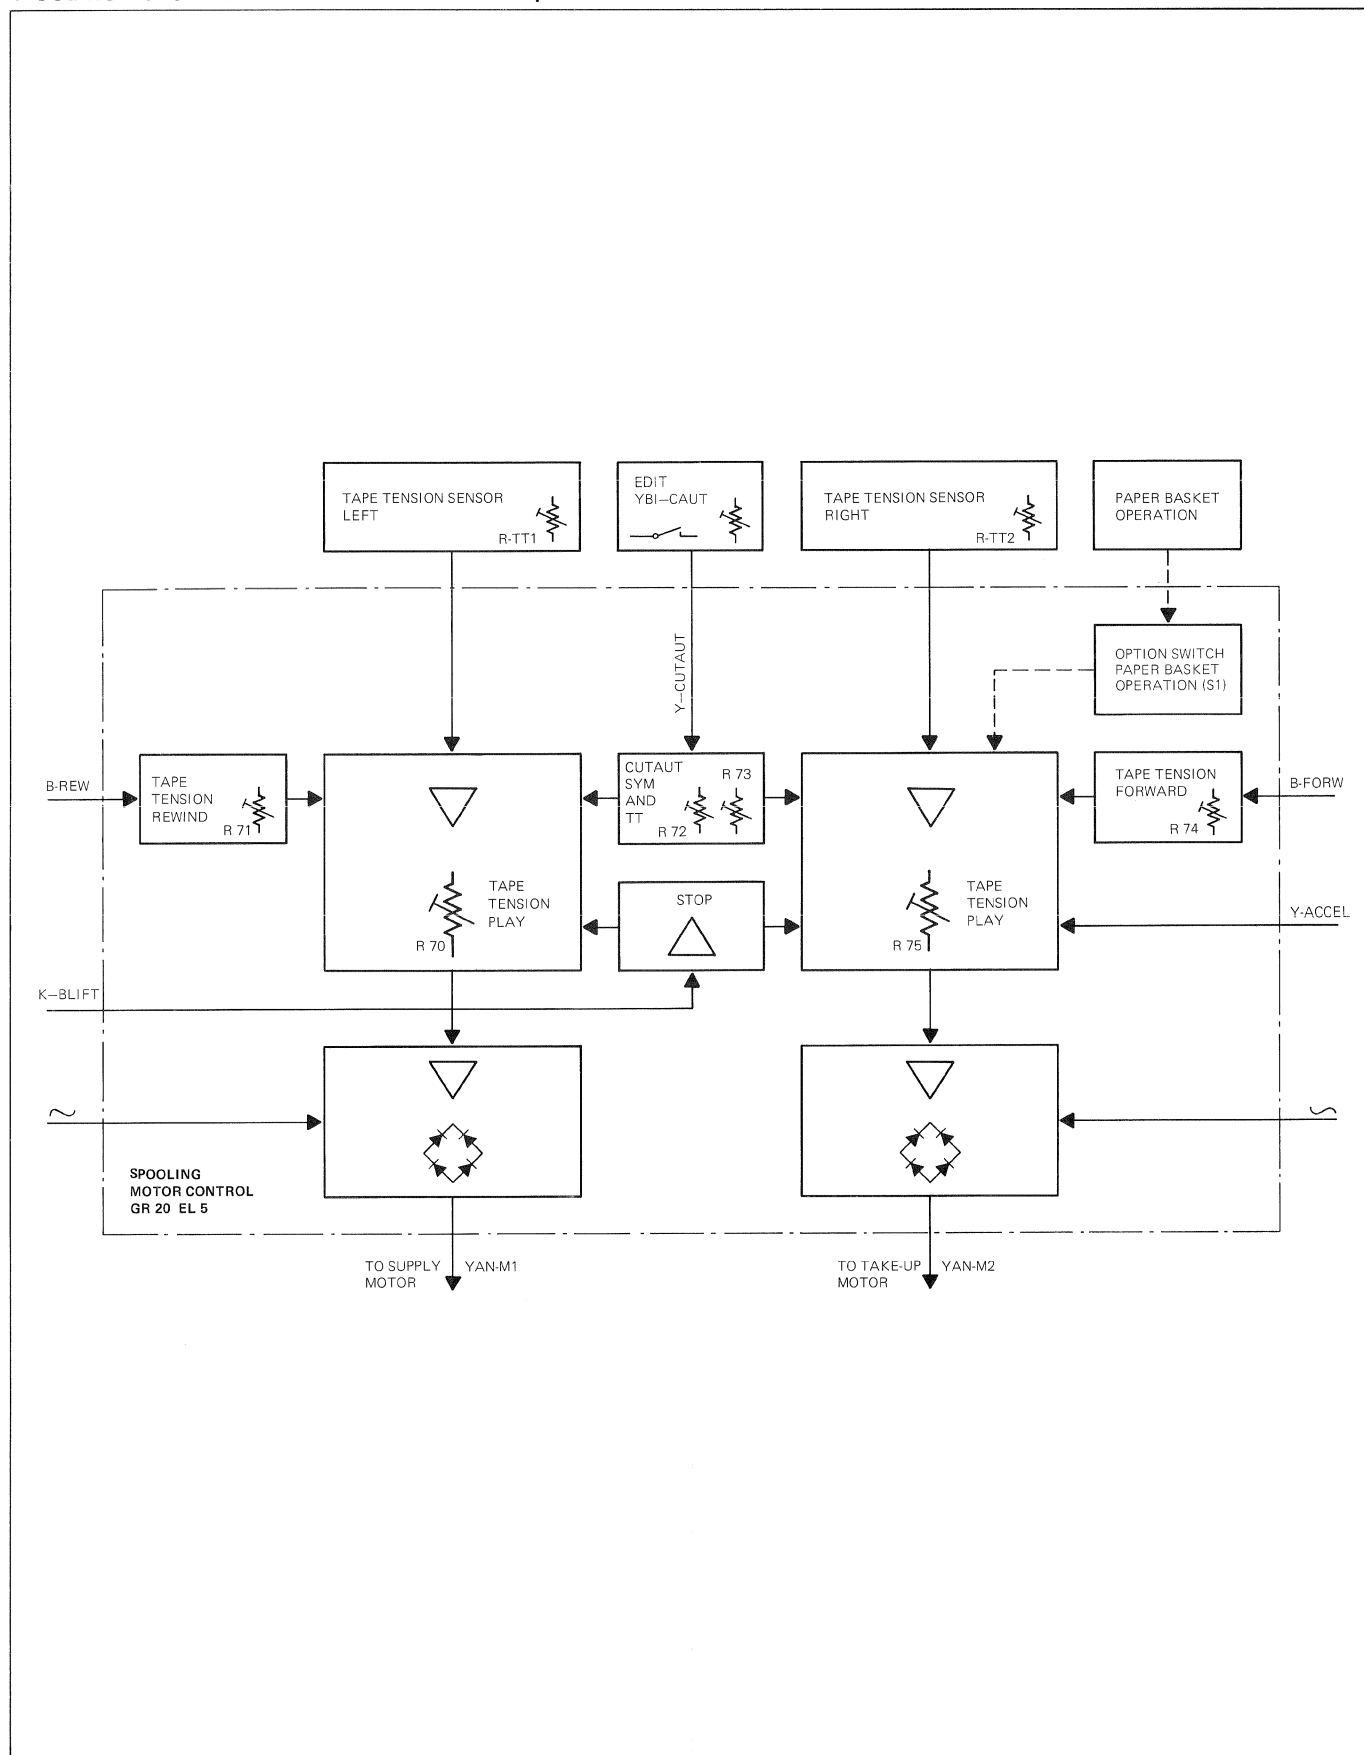 TAPE TENSION SENSOR
LEFT
R-TT1
EDIT
YBI–CAUT
TAPE TENSION SENSOR
RIGHT
R-TT2
PAPER BASKET
OPERATION
Y–CUTAUT
OPTION SWITCH
PAPER BASKET
OPERATION (S1)
B-REW
TAPE
TENSION
REWIND
R 71
CUTAUT
SYM
AND
TT
R 72
R 73
TAPE TENSION
FORWARD
R 74
B-FORW
TAPE
TENSION
PLAY
R 70
STOP
TAPE
TENSION
PLAY
R 75
Y-ACCEL
K–BLIFT
~
~
SPOOLING
MOTOR CONTROL
GR 20 EL 5
TO SUPPLY
MOTOR
YAN-M1
TO TAKE-UP
MOTOR
YAN-M2